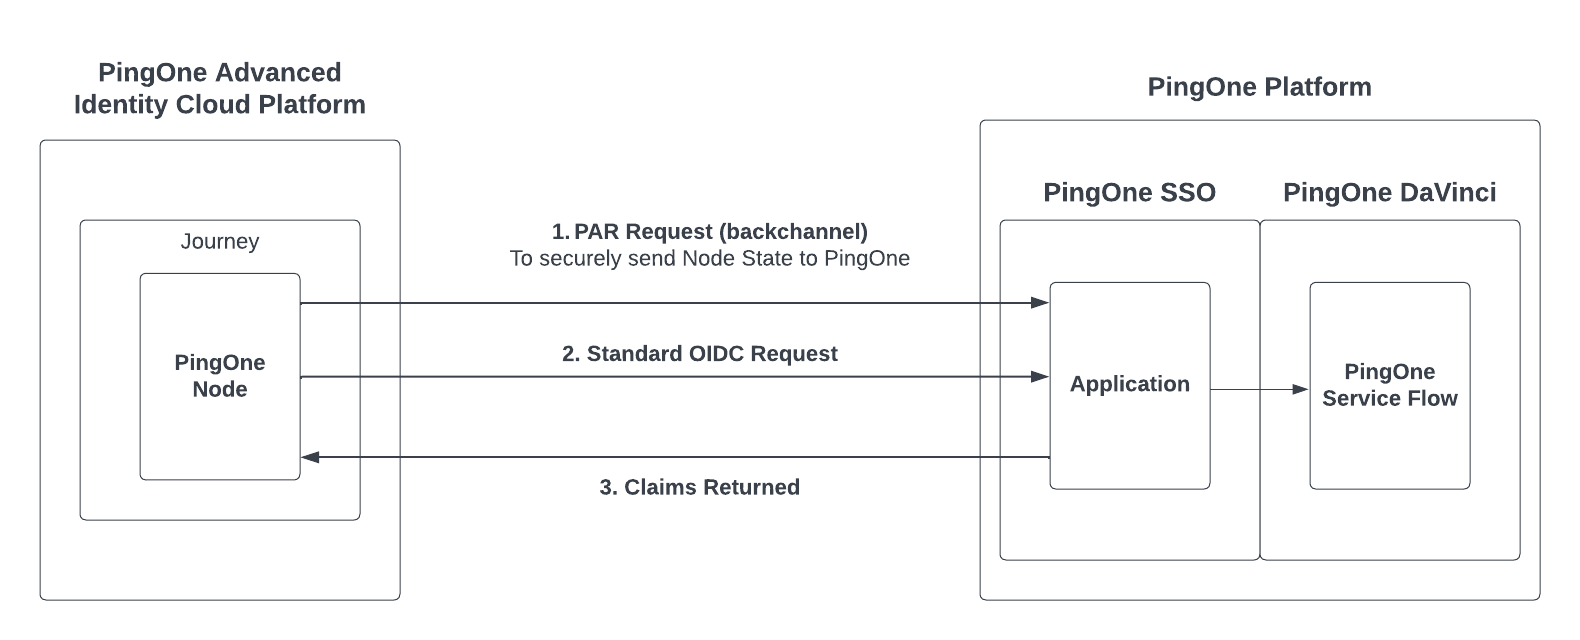 PingOne Advanced
Identity Cloud Platform
PingOne Platform
PingOne SSO
PingOne DaVinci
Journey
1. PAR Request (backchannel)
To securely send Node State to PingOne
2. Standard OIDC Request
PingOne
Node
Application
PingOne
Service Flow
3. Claims Returned